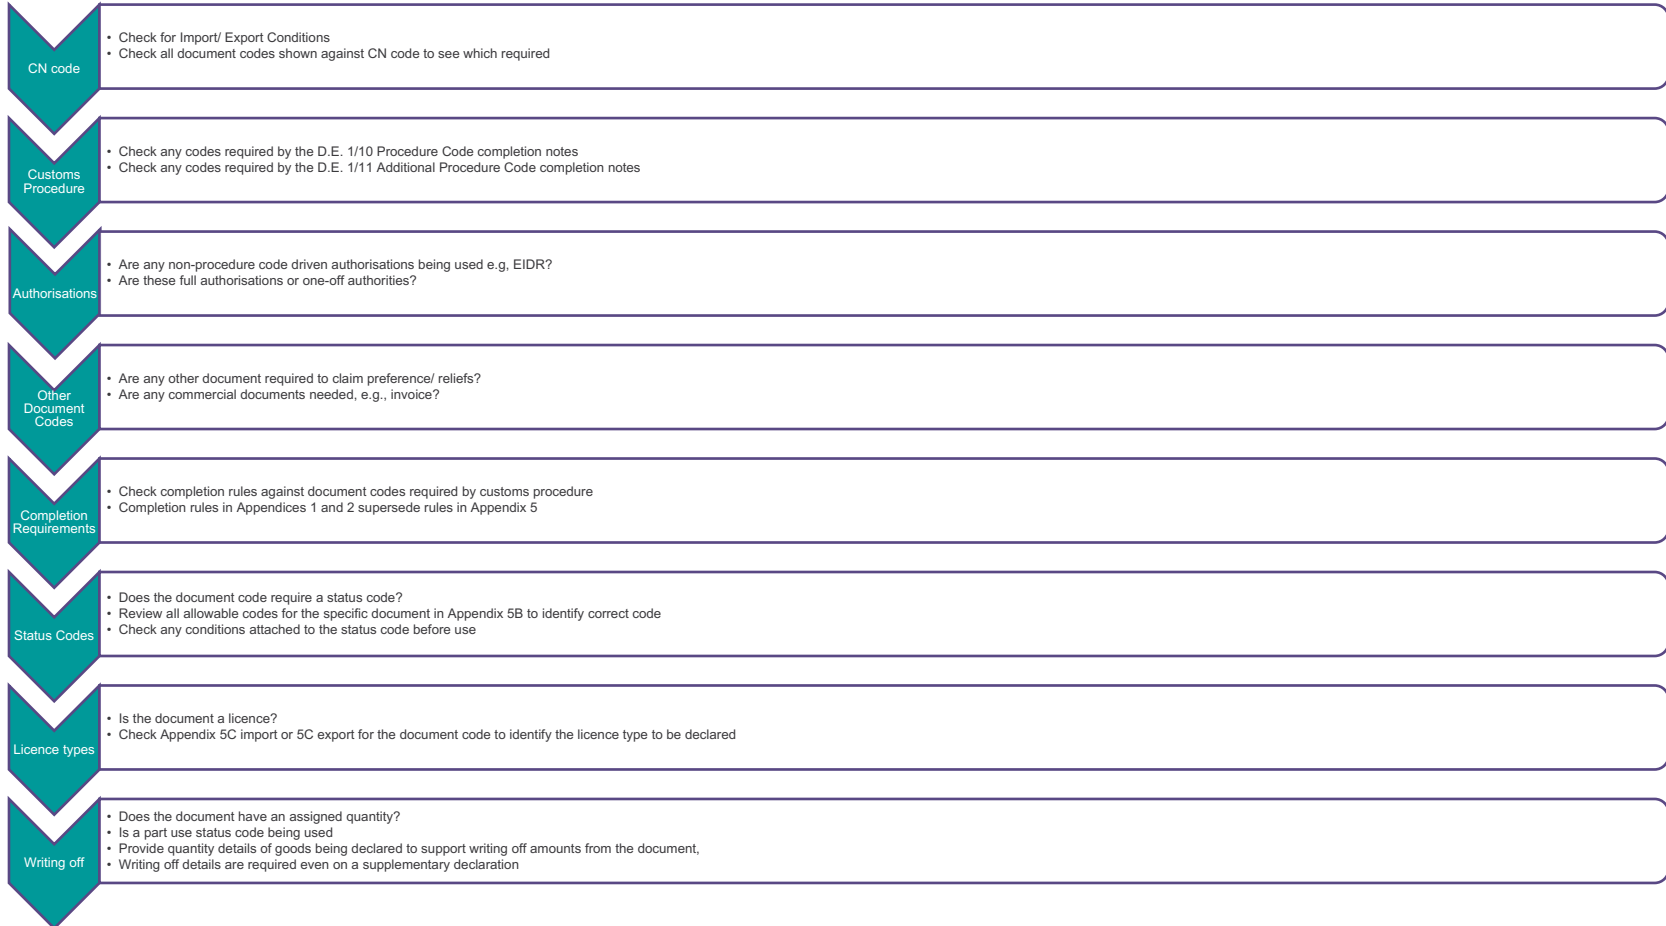 CN code
• Check for Import/ Export Conditions
• Check all document codes shown against CN code to see which required
Customs
Procedure
• Check any codes required by the D.E. 1/10 Procedure Code completion notes
• Check any codes required by the D.E. 1/11 Additional Procedure Code completion notes
Authorisations
• Are any non-procedure code driven authorisations being used e.g, EIDR?
• Are these full authorisations or one-off authorities?
Other
Document
Codes
• Are any other document required to claim preference/ reliefs?
• Are any commercial documents needed, e.g., invoice?
Completion
Requirements
• Check completion rules against document codes required by customs procedure
• Completion rules in Appendices 1 and 2 supersede rules in Appendix 5
Status Codes
• Does the document code require a status code?
• Review all allowable codes for the specific document in Appendix 5B to identify correct code
• Check any conditions attached to the status code before use
Licence types
• Is the document a licence?
• Check Appendix 5C import or 5C export for the document code to identify the licence type to be declared
Writing off
• Does the document have an assigned quantity?
• Is a part use status code being used
• Provide quantity details of goods being declared to support writing off amounts from the document,
• Writing off details are required even on a supplementary declaration